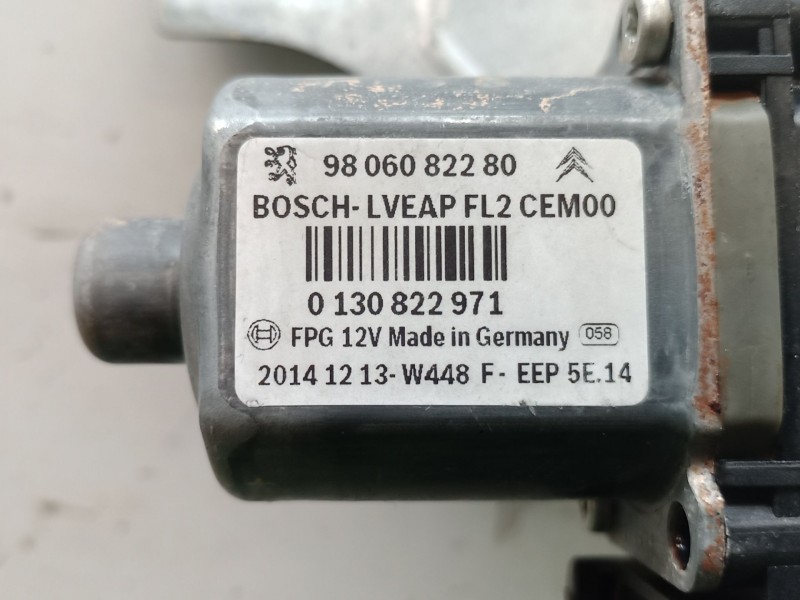 98 060 822 80
BOSCH-LVEAP FL2 CEM00
0 130 822 971
FPG 12V Made in Germany 058
2014 12 13-W448 F- EEP 5E.14